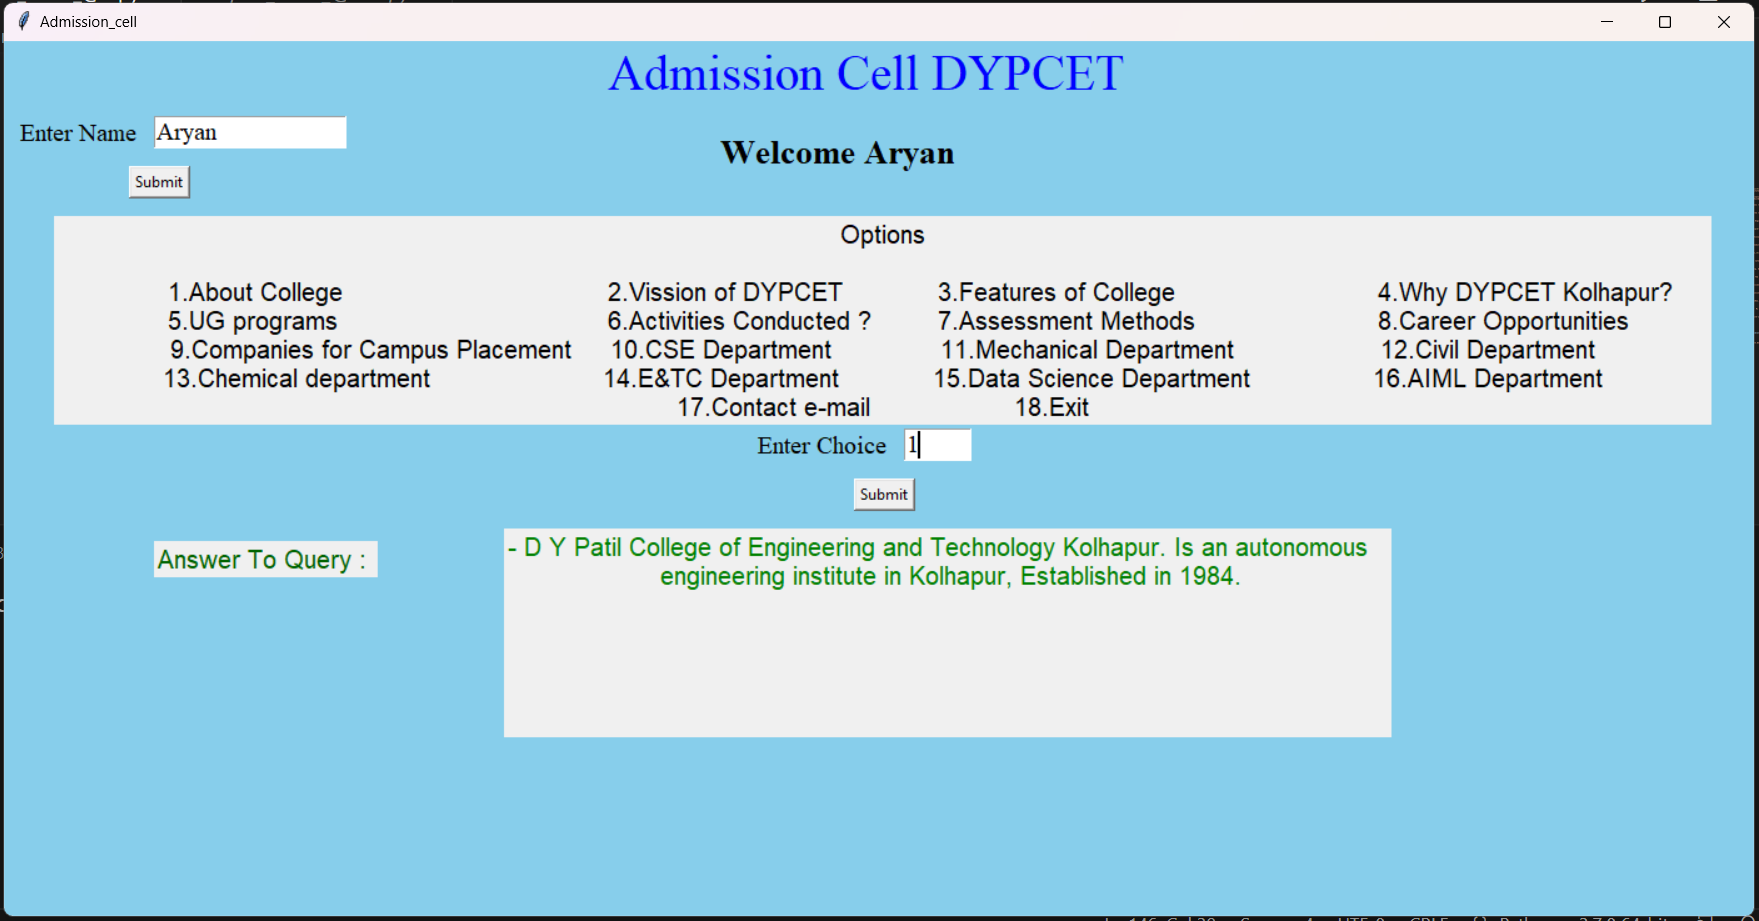 Admission_cell
Admission Cell DYPCET
Enter Name Aryan
Welcome Aryan
Submit
Options
1.About College 2.Vission of DYPCET 3.Features of College 4.Why DYPCET Kolhapur?
5.UG programs 6.Activities Conducted ? 7.Assessment Methods 8.Career Opportunities
9.Companies for Campus Placement 10.CSE Department 11.Mechanical Department 12.Civil Department
13.Chemical department 14.E&TC Department 15.Data Science Department 16.AIML Department
17.Contact e-mail 18.Exit
Enter Choice 1
Submit
Answer To Query :
- D Y Patil College of Engineering and Technology Kolhapur. Is an autonomous
engineering institute in Kolhapur, Established in 1984.